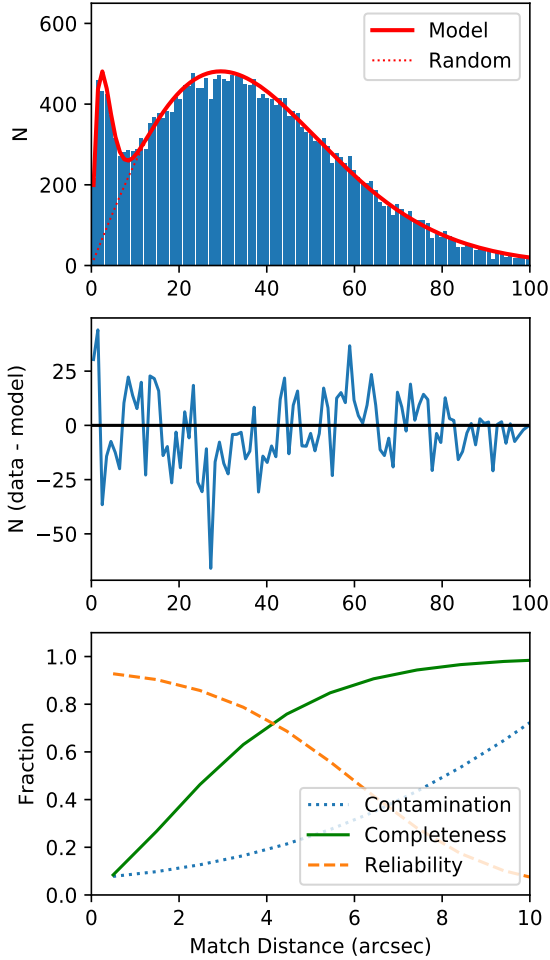 600
400
200
0
N
Model
Random
0 20 40 60 80 100
25
0
−25
−50
N (data - model)
0 20 40 60 80 100
1.0
0.8
0.6
0.4
0.2
0.0
Fraction
Contamination
Completeness
Reliability
0 2 4 6 8 10
Match Distance (arcsec)